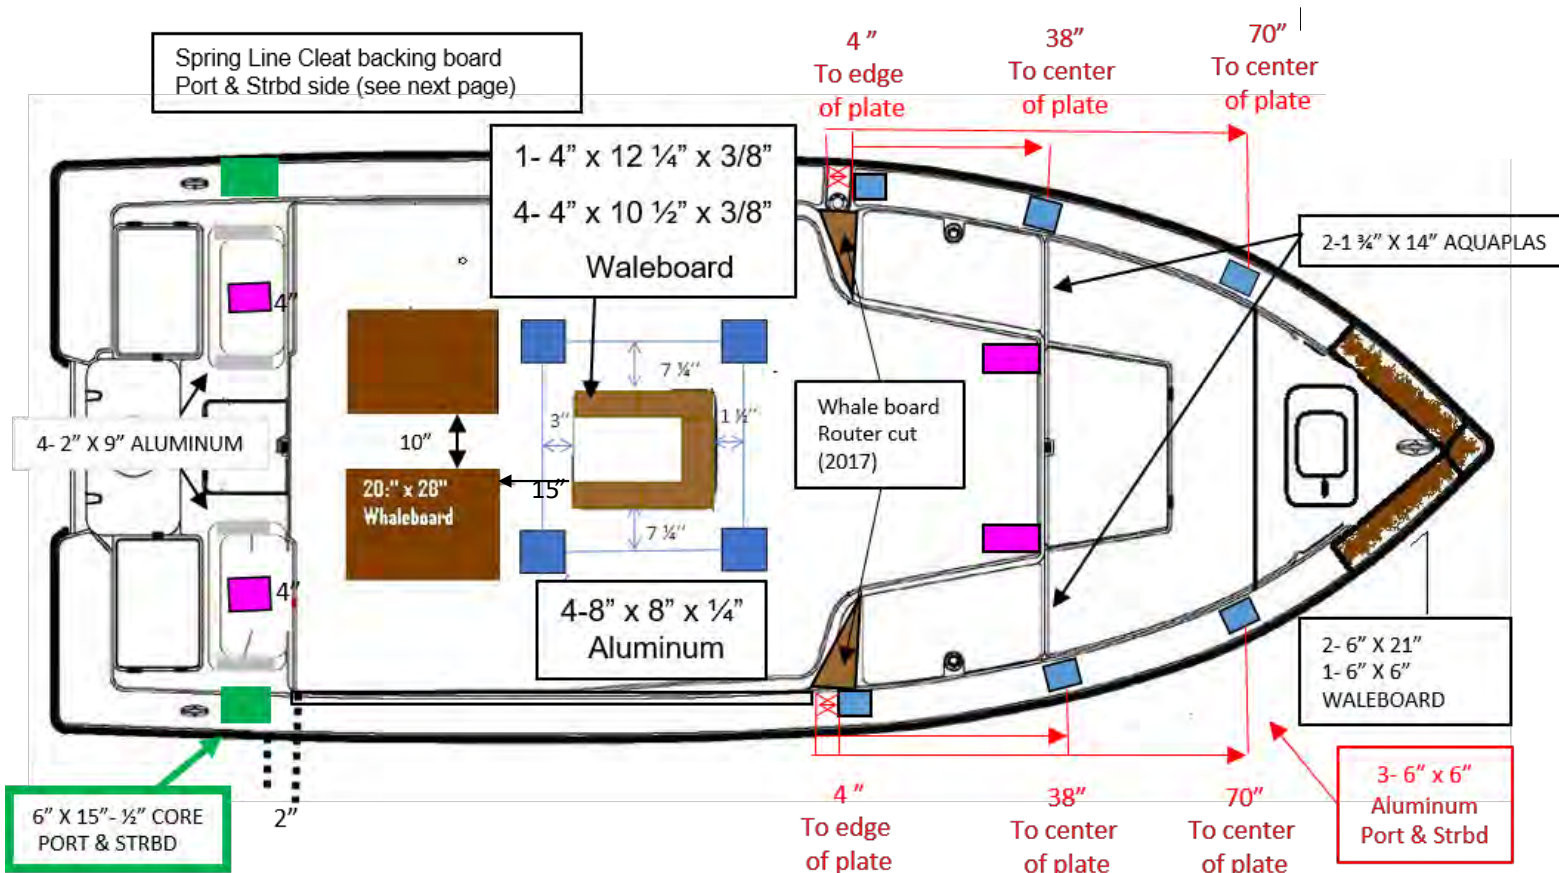 4 ”
To edge
of plate
38”
To center
of plate
70”
To center
of plate
Spring Line Cleat backing board
Port & Strbd side (see next page)
1- 4” x 12 ¼” x 3/8”
4- 4” x 10 ½” x 3/8”
Waleboard
2-1 ¾” X 14” AQUAPLAS
4”
7 ¼’’
3”
1 ½’’
Whale board
Router cut
(2017)
4- 2” X 9” ALUMINUM
10”
20:" x 28"
Whaleboard
15”
7 ¼’’
4”
4-8” x 8” x ¼”
Aluminum
2- 6” X 21”
1- 6” X 6”
WALEBOARD
6” X 15”- ½” CORE
PORT & STRBD
2”
4 ”
To edge
of plate
38”
To center
of plate
70”
To center
of plate
3- 6” x 6”
Aluminum
Port & Strbd